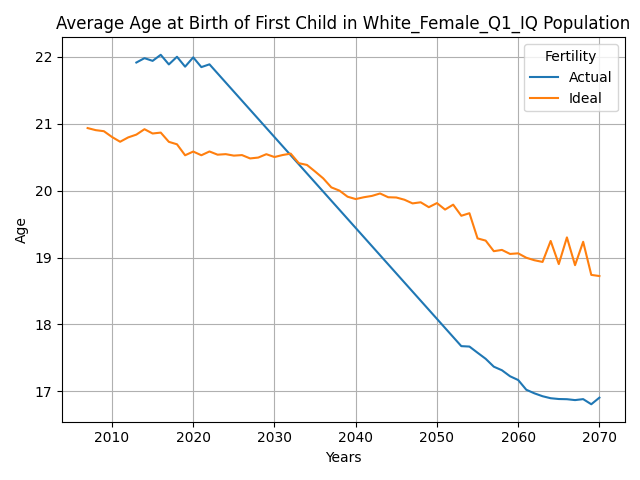 Average Age at Birth of First Child in White_Female_Q1_IQ Population
Fertility
Actual
Ideal
22
21
20
19
18
17
Age
2010
2020
2030
2040
2050
2060
2070
Years